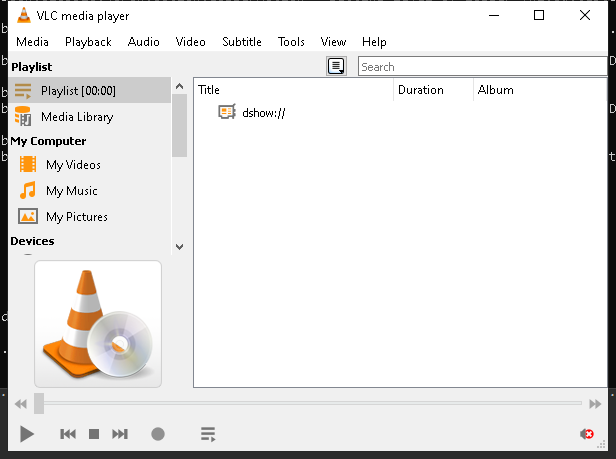 VLC media player
Media Playback Audio Video Subtitle Tools View Help
Playlist
Search
Playlist [00:00]
Media Library
My Computer
My Videos
My Music
My Pictures
Devices
Title Duration Album
dshow://